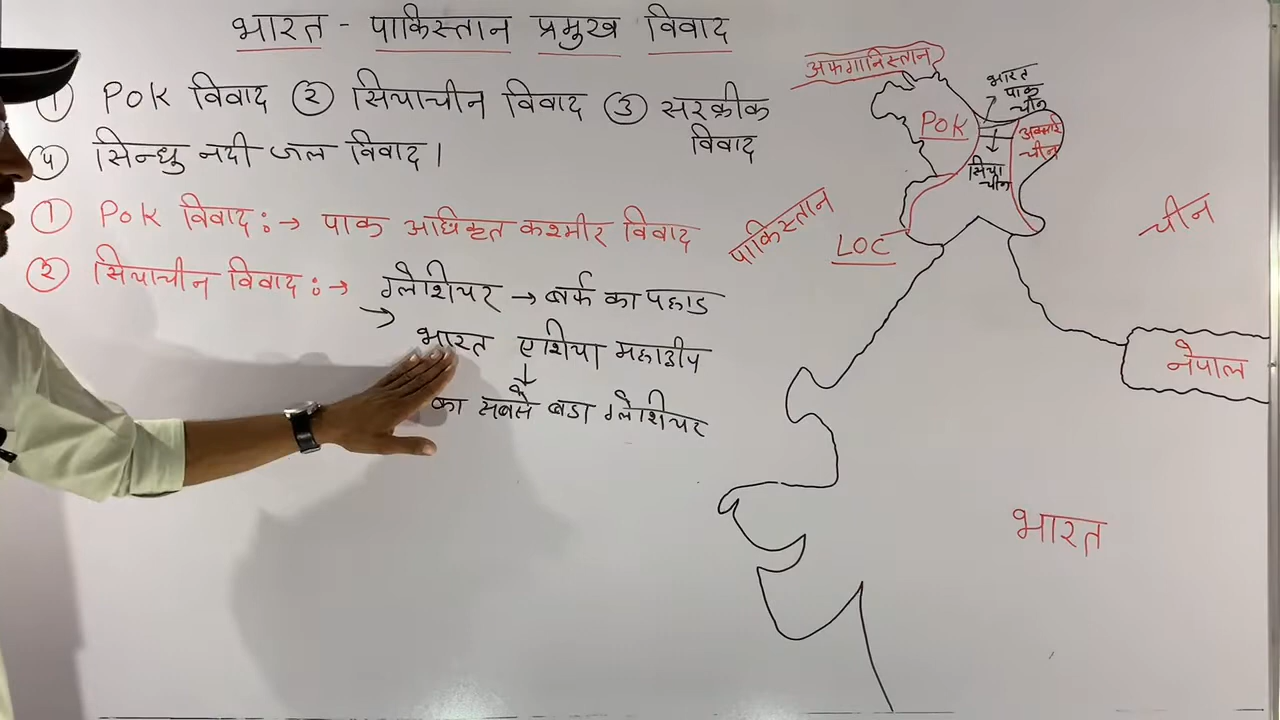 भारत - पाकिस्तान प्रमुख विवाद
① POK विवाद ② सियाचीन विवाद ③ सरक्रीक
विवाद
④ सिन्धु नदी जल विवाद।
① POK विवाद :→ पाक अधिकृत कश्मीर विवाद
② सियाचीन विवाद :→ ग्लेशियर → बर्फ का पहाड
→ भारत एशिया महाद्वीप
↓
का सबसे बडा ग्लेशियर
अफगानिस्तान
भारत
पाक
चीन
POK
अक्साई
चीन
सिया
चीन
पाकिस्तान
LOC
चीन
नेपाल
भारत